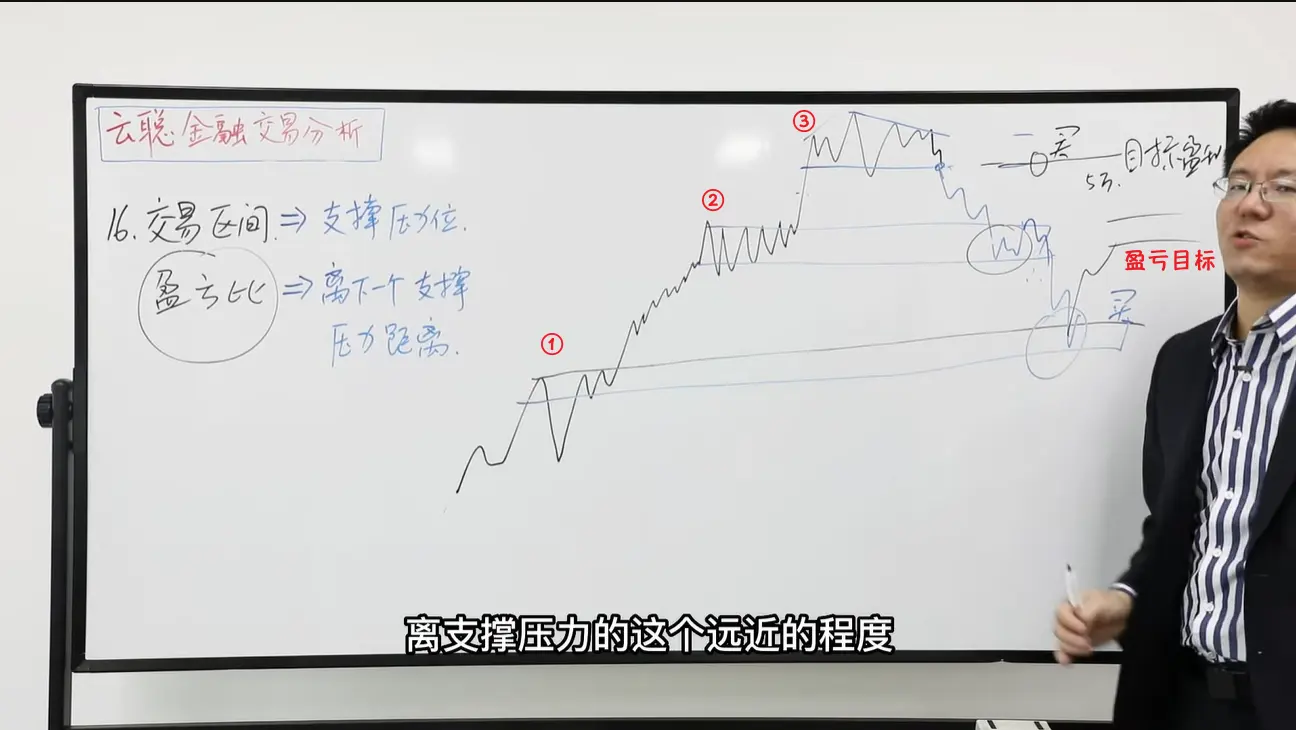 云聪金融交易分析
16.交易区间⇒支撑压力位.
盈亏比⇒离下一个支撑
压力距离.
①
②
③
买
目标盈
5万.
盈亏目标
买
离支撑压力的这个远近的程度